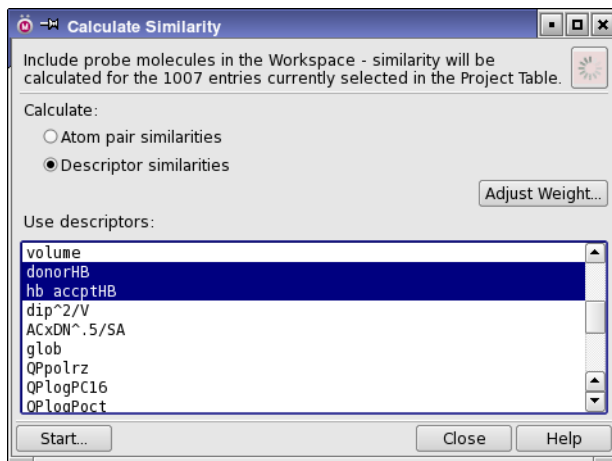 Calculate Similarity
Include probe molecules in the Workspace - similarity will be
calculated for the 1007 entries currently selected in the Project Table.
Calculate:
Atom pair similarities
Descriptor similarities
Adjust Weight...
Use descriptors:
volume
donorHB
hb accptHB
dip^2/V
ACxDN^.5/SA
glob
QPpolrz
QPlogPC16
QPlogPoct
Start...
Close
Help